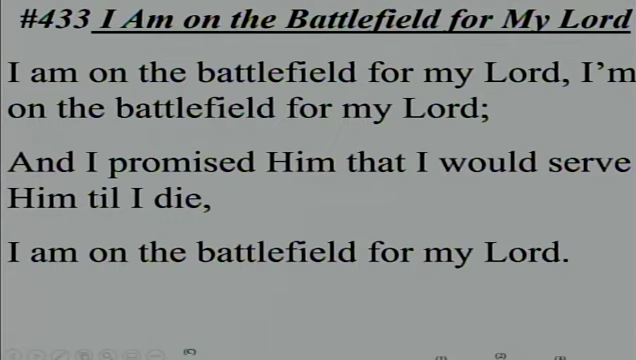 #433 I Am on the Battlefield for My Lord
I am on the battlefield for my Lord, I'm
on the battlefield for my Lord;
And I promised Him that I would serve
Him til I die,
I am on the battlefield for my Lord.